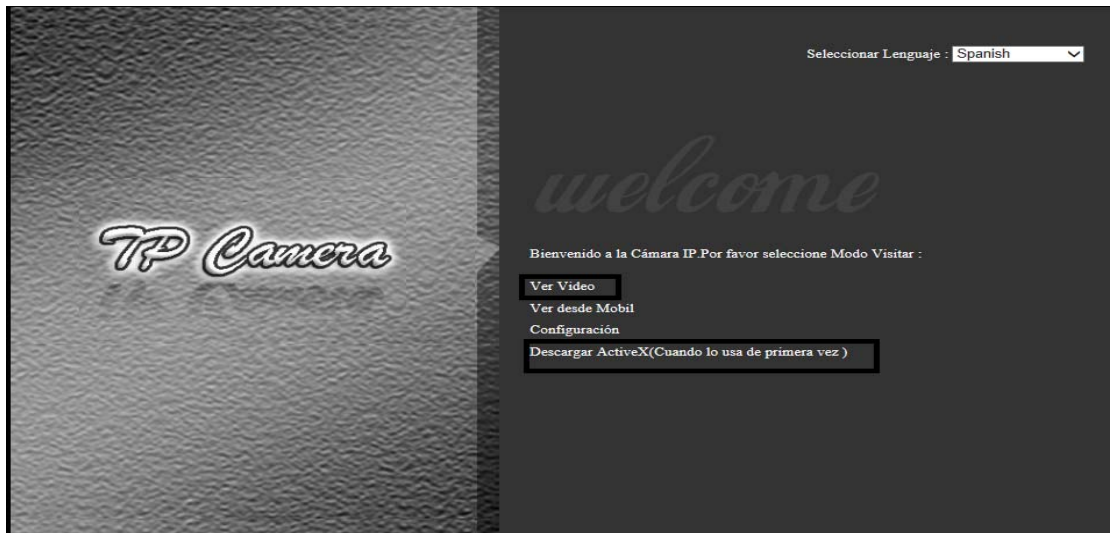 Seleccionar Lenguaje : Spanish
welcome
TP Camera
Bienvenido a la Cámara IP.Por favor seleccione Modo Visitar :
Ver Video
Ver desde Mobil
Configuración
Descargar ActiveX(Cuando lo usa de primera vez )